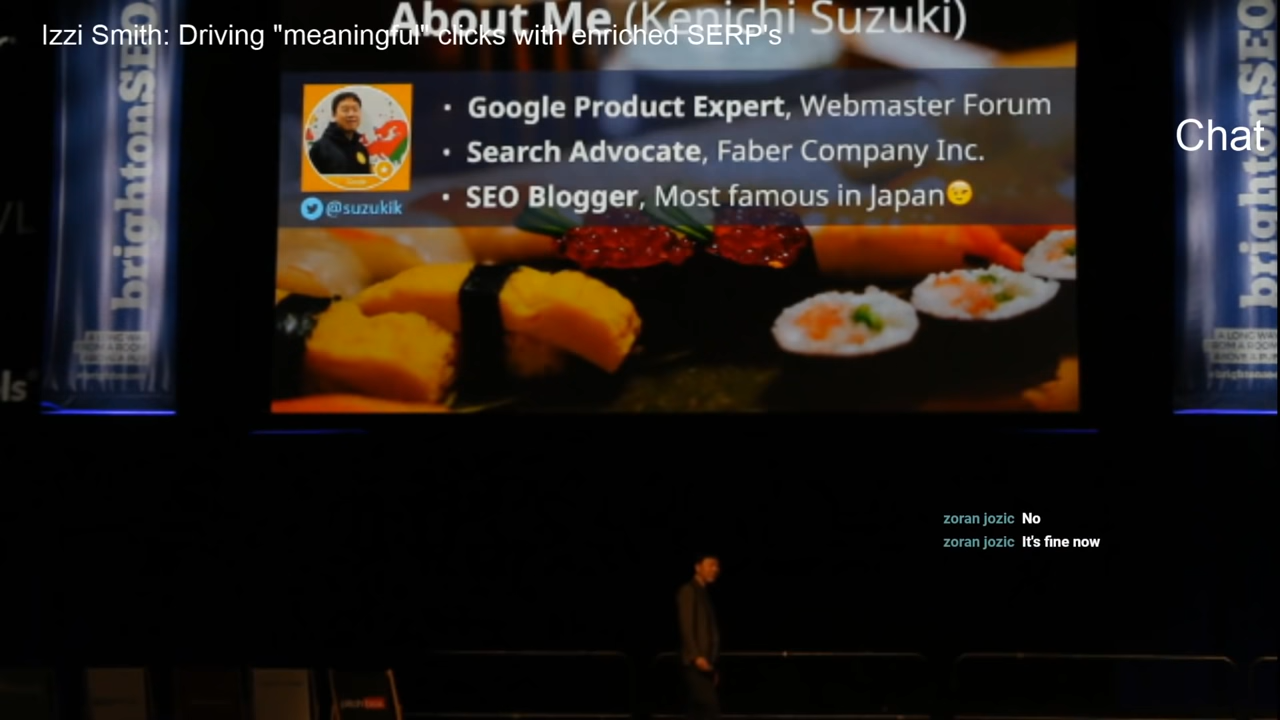 About Me (Kenichi Suzuki)
Izzi Smith: Driving "meaningful" clicks with enriched SERP's
• Google Product Expert, Webmaster Forum
• Search Advocate, Faber Company Inc.
• SEO Blogger, Most famous in Japan😉
@suzukik
Chat
brightonSEO
brightonSEO
ls
zoran jozic No
zoran jozic It's fine now